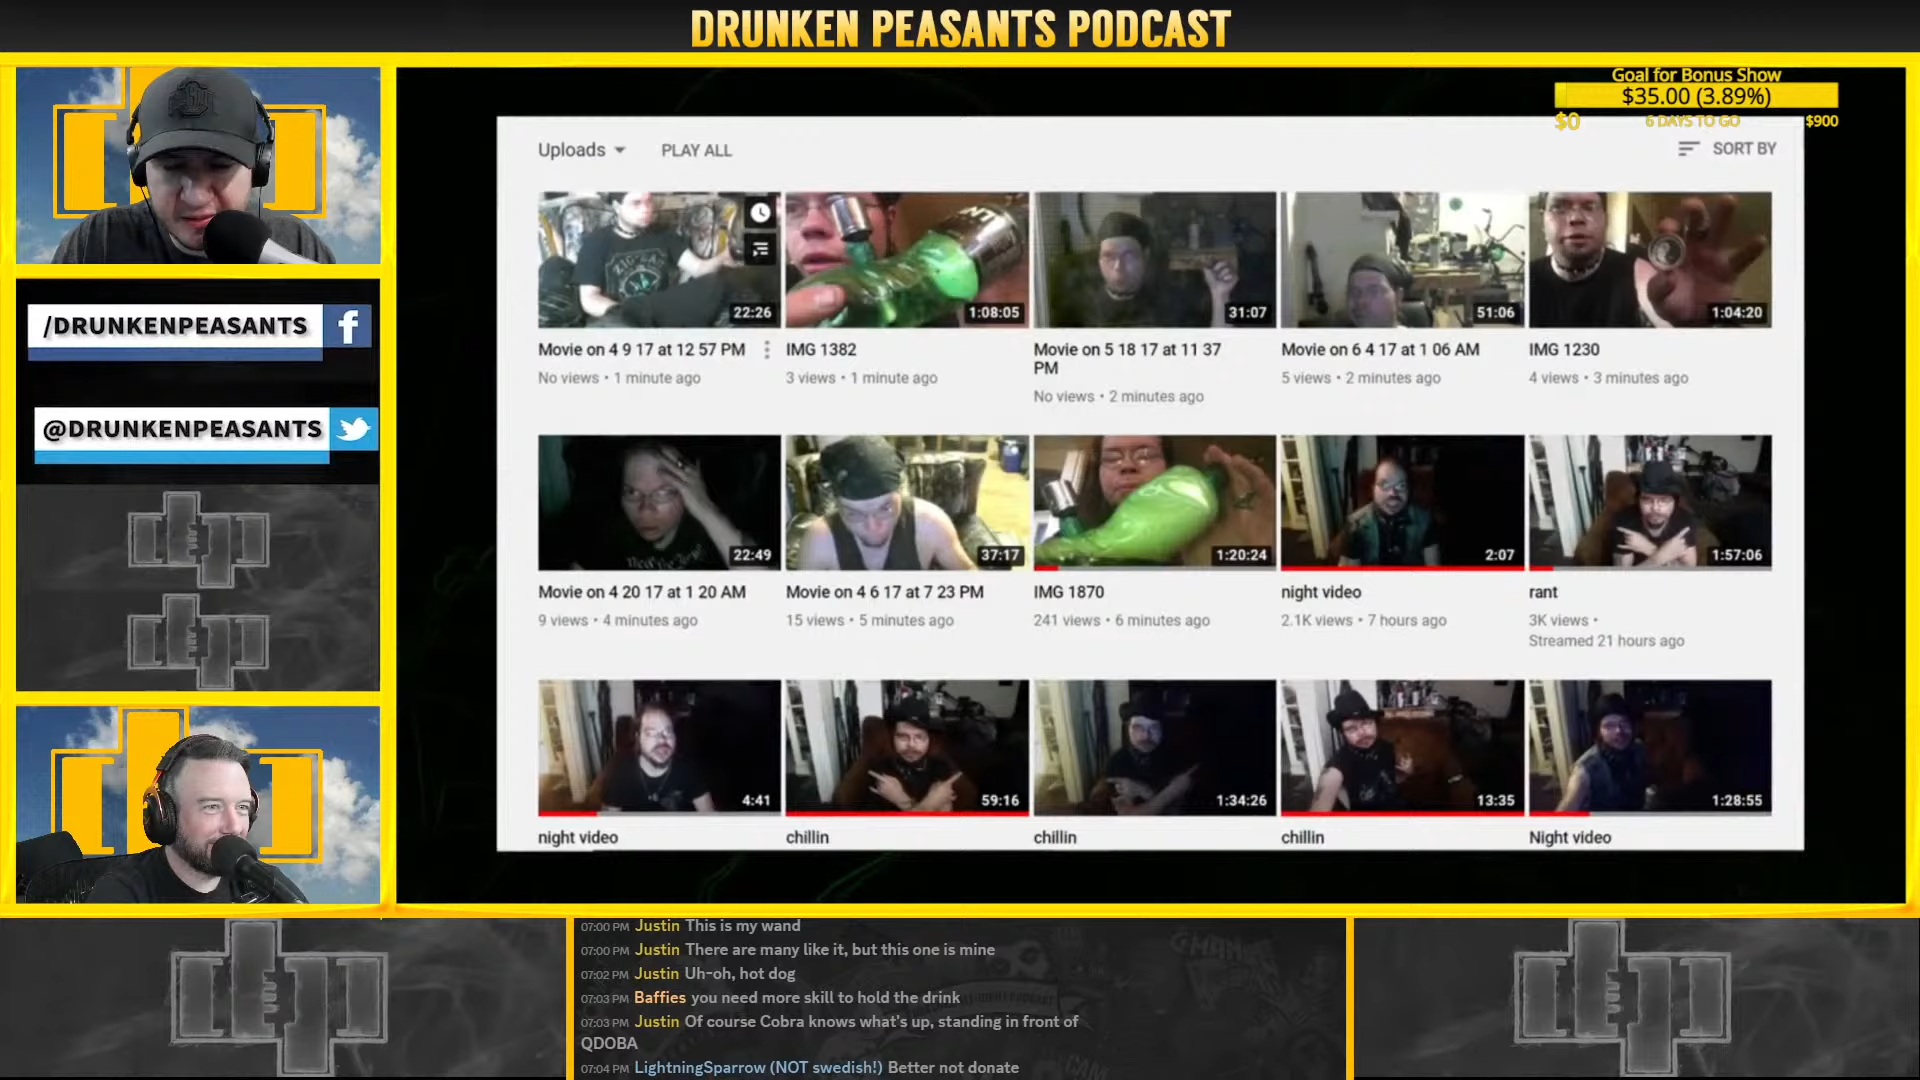 DRUNKEN PEASANTS PODCAST
Goal for Bonus Show
$35.00 (3.89%)
$0 6 DAYS TO GO $900
/DRUNKENPEASANTS f
@DRUNKENPEASANTS
Uploads PLAY ALL SORT BY
22:26 1:08:05 31:07 51:06 1:04:20
Movie on 4 9 17 at 12 57 PM
No views • 1 minute ago
IMG 1382
3 views • 1 minute ago
Movie on 5 18 17 at 11 37
PM
No views • 2 minutes ago
Movie on 6 4 17 at 1 06 AM
5 views • 2 minutes ago
IMG 1230
4 views • 3 minutes ago
22:49 37:17 1:20:24 2:07 1:57:06
Movie on 4 20 17 at 1 20 AM
9 views • 4 minutes ago
Movie on 4 6 17 at 7 23 PM
15 views • 5 minutes ago
IMG 1870
241 views • 6 minutes ago
night video
2.1K views • 7 hours ago
rant
3K views •
Streamed 21 hours ago
4:41 59:16 1:34:26 13:35 1:28:55
night video
chillin
chillin
chillin
Night video
07:00 PM Justin This is my wand
07:00 PM Justin There are many like it, but this one is mine
07:02 PM Justin Uh-oh, hot dog
07:03 PM Baffies you need more skill to hold the drink
07:03 PM Justin Of course Cobra knows what's up, standing in front of
QDOBA
07:04 PM LightningSparrow (NOT swedish!) Better not donate